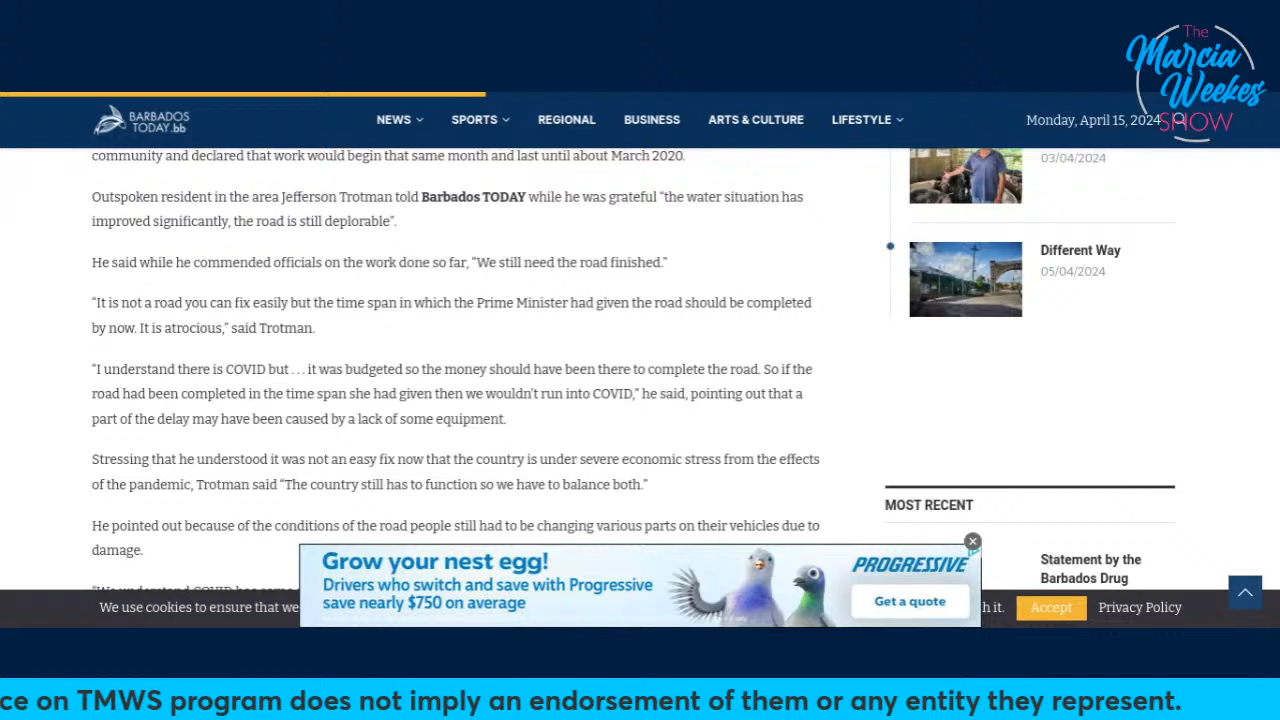 The
Marcia
Weekes
SHOW
BARBADOS
TODAY.bb
NEWS
SPORTS
REGIONAL
BUSINESS
ARTS & CULTURE
LIFESTYLE
Monday, April 15, 2024
community and declared that work would begin that same month and last until about March 2020.
Outspoken resident in the area Jefferson Trotman told Barbados TODAY while he was grateful “the water situation has
improved significantly, the road is still deplorable”.
He said while he commended officials on the work done so far, “We still need the road finished.”
“It is not a road you can fix easily but the time span in which the Prime Minister had given the road should be completed
by now. It is atrocious,” said Trotman.
“I understand there is COVID but . . . it was budgeted so the money should have been there to complete the road. So if the
road had been completed in the time span she had given then we wouldn’t run into COVID,” he said, pointing out that a
part of the delay may have been caused by a lack of some equipment.
Stressing that he understood it was not an easy fix now that the country is under severe economic stress from the effects
of the pandemic, Trotman said “The country still has to function so we have to balance both.”
He pointed out because of the conditions of the road people still had to be changing various parts on their vehicles due to
damage.
03/04/2024
Different Way
05/04/2024
MOST RECENT
Statement by the
Barbados Drug
Grow your nest egg!
Drivers who switch and save with Progressive
save nearly $750 on average
PROGRESSIVE
Get a quote
We use cookies to ensure that we
h it.
Accept
Privacy Policy
ce on TMWS program does not imply an endorsement of them or any entity they represent.